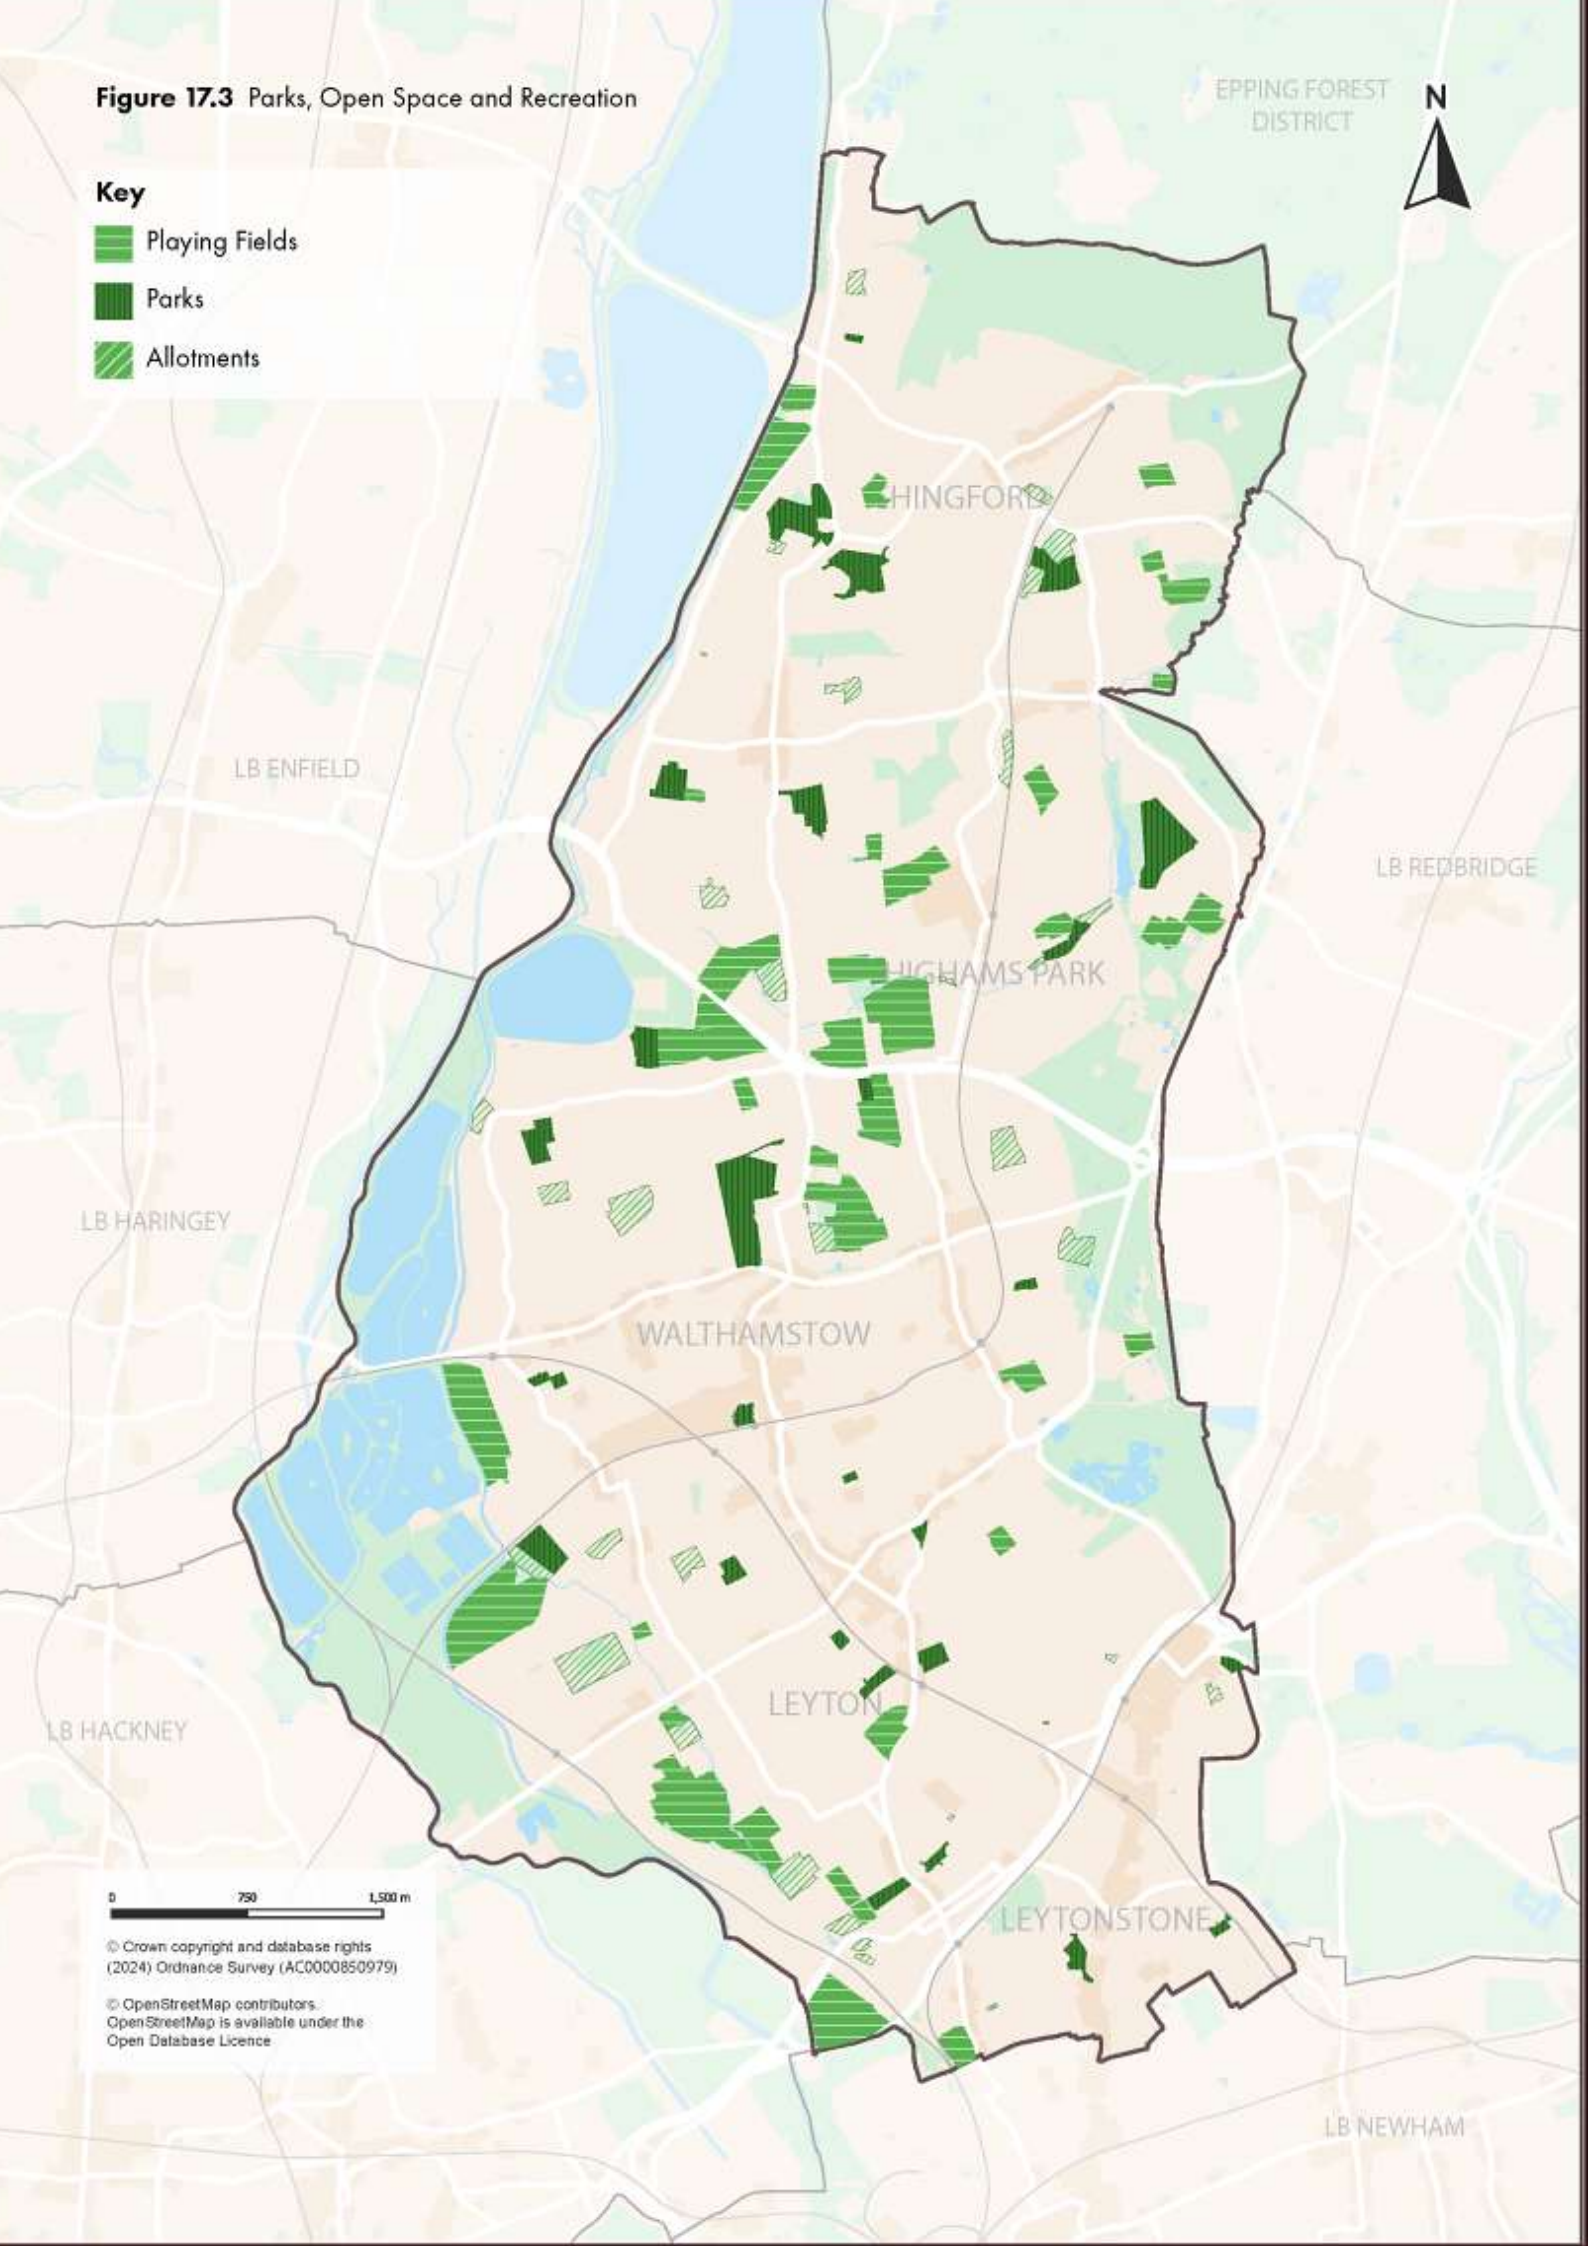 Figure 17.3 Parks, Open Space and Recreation
EPPING FOREST
DISTRICT
N
Key
Playing Fields
Parks
Allotments
HINGFORD
LB ENFIELD
LB REDBRIDGE
HIGHAMS PARK
LB HARINGEY
WALTHAMSTOW
LEYTON
LB HACKNEY
LEYTONSTONE
0 750 1,500 m
© Crown copyright and database rights
(2024) Ordnance Survey (AC0000850979)
© OpenStreetMap contributors.
OpenStreetMap is available under the
Open Database Licence
LB NEWHAM